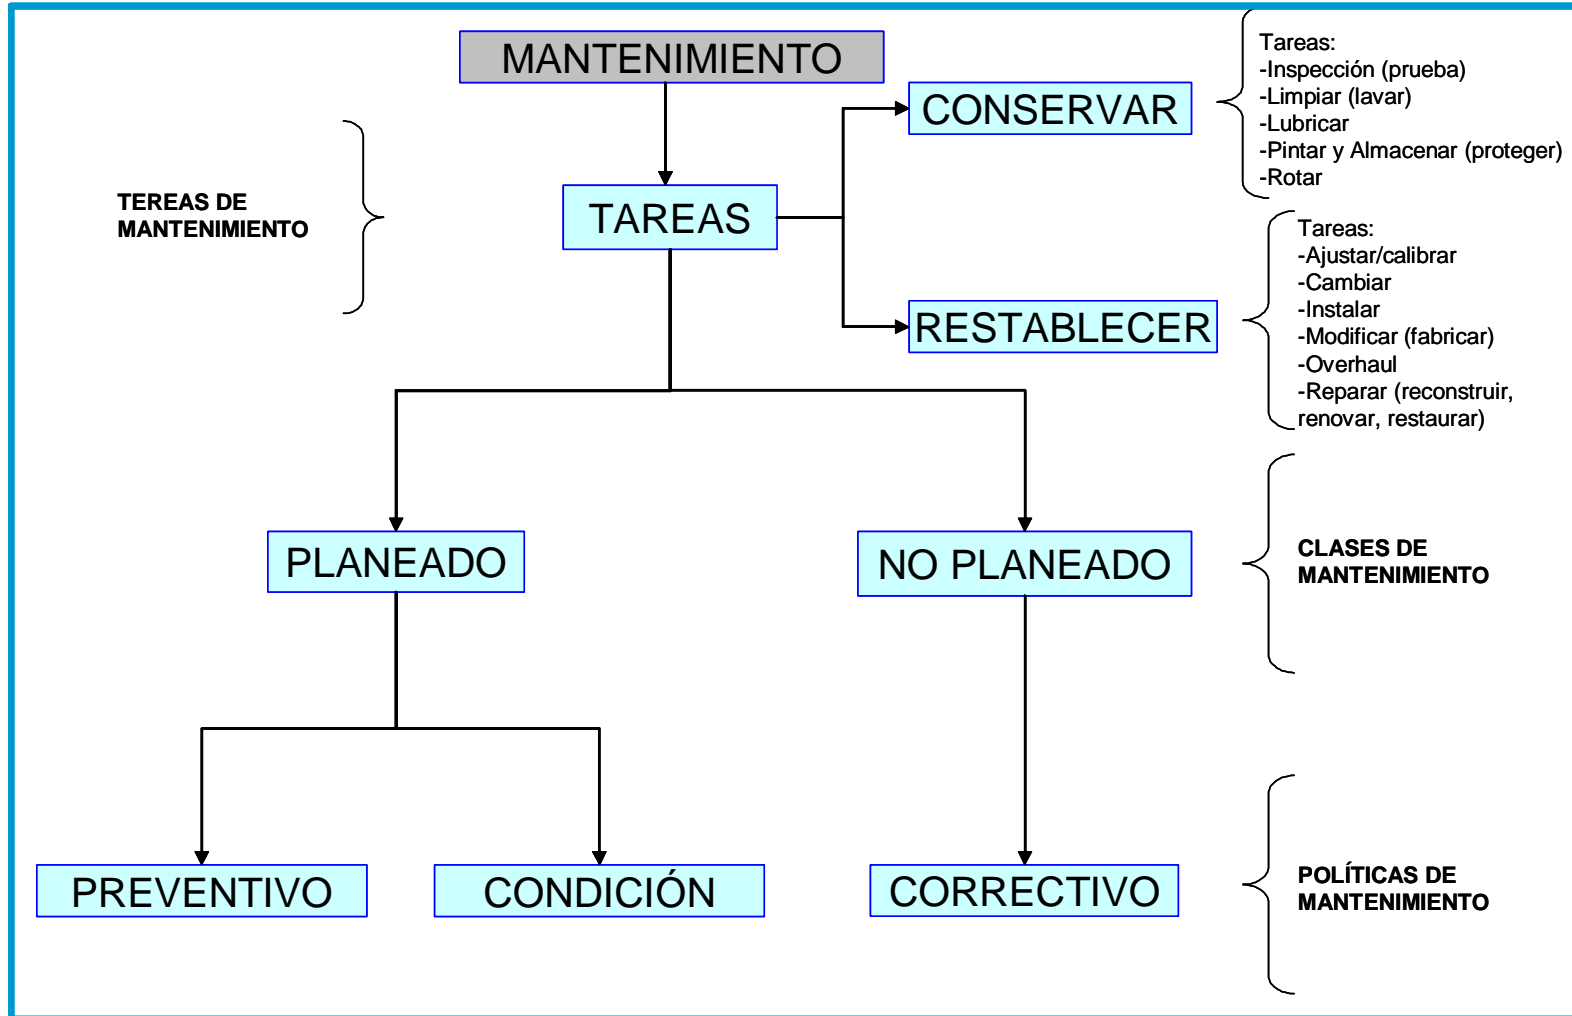 MANTENIMIENTO
Tareas:
-Inspección (prueba)
-Limpiar (lavar)
-Lubricar
-Pintar y Almacenar (proteger)
-Rotar
CONSERVAR
TEREAS DE
MANTENIMIENTO
TAREAS
Tareas:
-Ajustar/calibrar
-Cambiar
-Instalar
-Modificar (fabricar)
-Overhaul
-Reparar (reconstruir,
renovar, restaurar)
RESTABLECER
PLANEADO
NO PLANEADO
CLASES DE
MANTENIMIENTO
PREVENTIVO
CONDICIÓN
CORRECTIVO
POLÍTICAS DE
MANTENIMIENTO